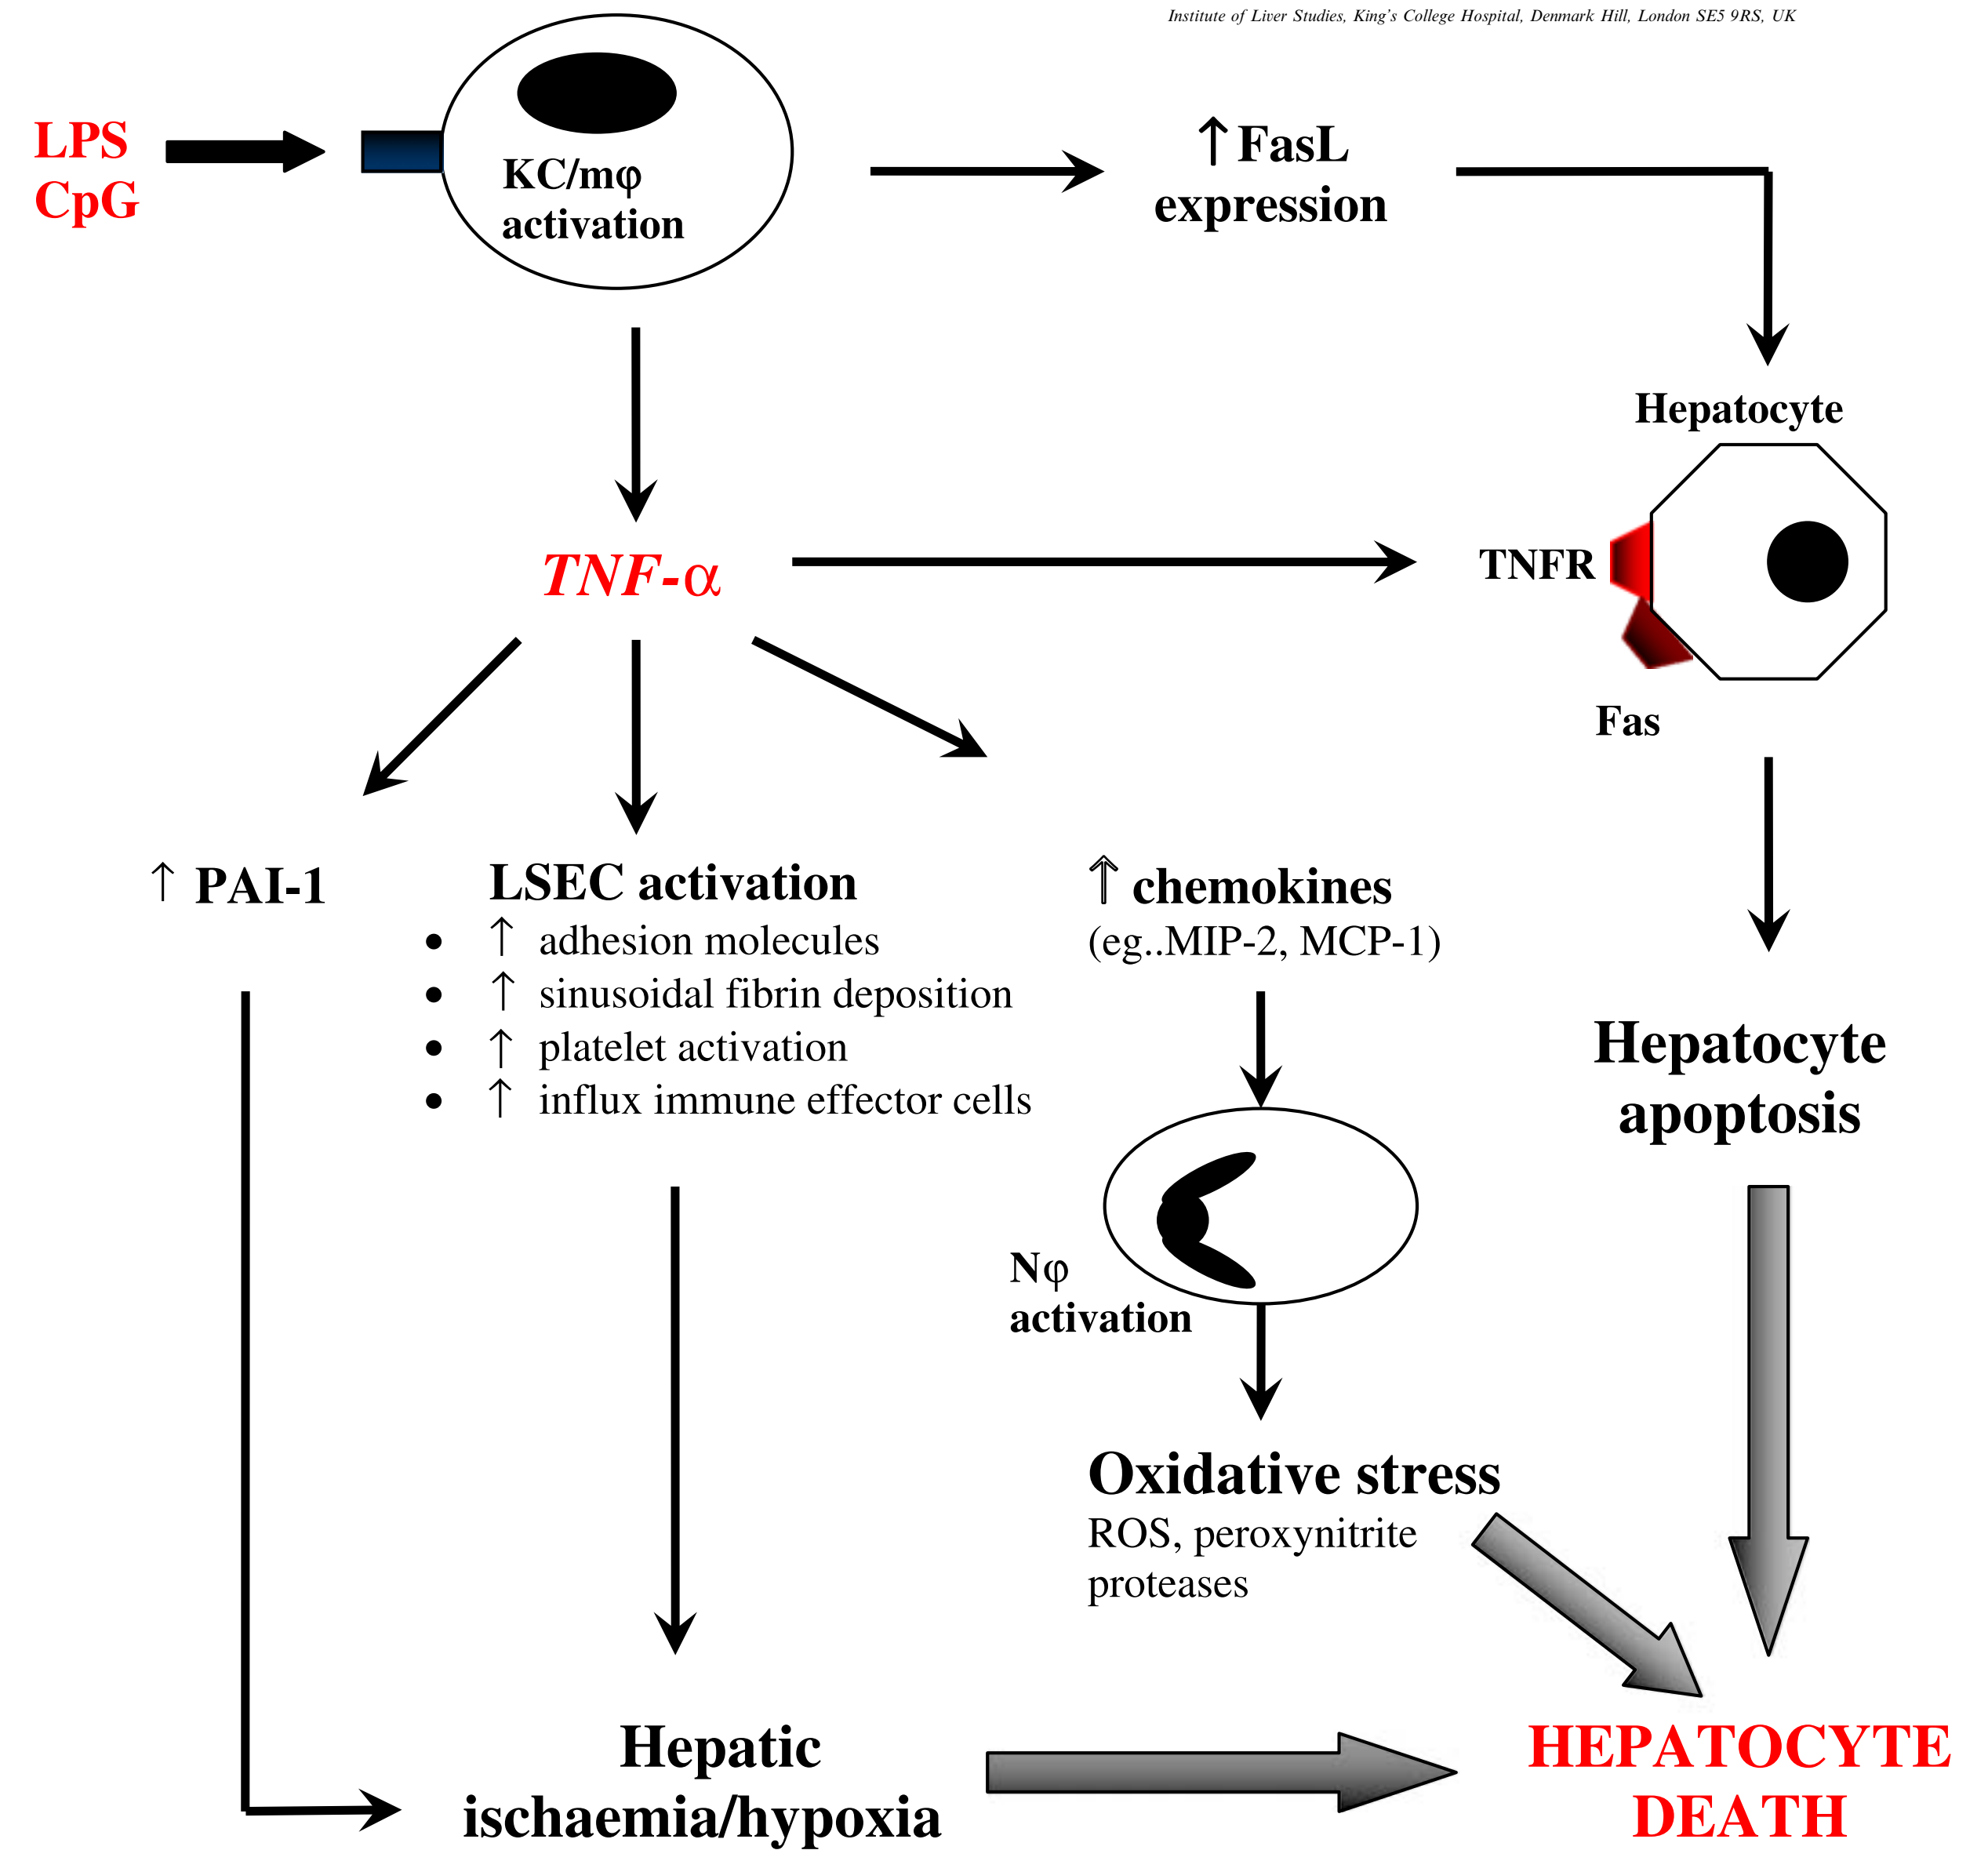 Institute of Liver Studies, King's College Hospital, Denmark Hill, London SE5 9RS, UK
LPS
CpG
KC/mφ
activation
↑ FasL
expression
Hepatocyte
TNFR
Fas
TNF-α
↑ PAI-1
LSEC activation
• ↑ adhesion molecules
• ↑ sinusoidal fibrin deposition
• ↑ platelet activation
• ↑ influx immune effector cells
⇑ chemokines
(eg..MIP-2, MCP-1)
Nφ
activation
Hepatocyte
apoptosis
Oxidative stress
ROS, peroxynitrite
proteases
Hepatic
ischaemia/hypoxia
HEPATOCYTE
DEATH